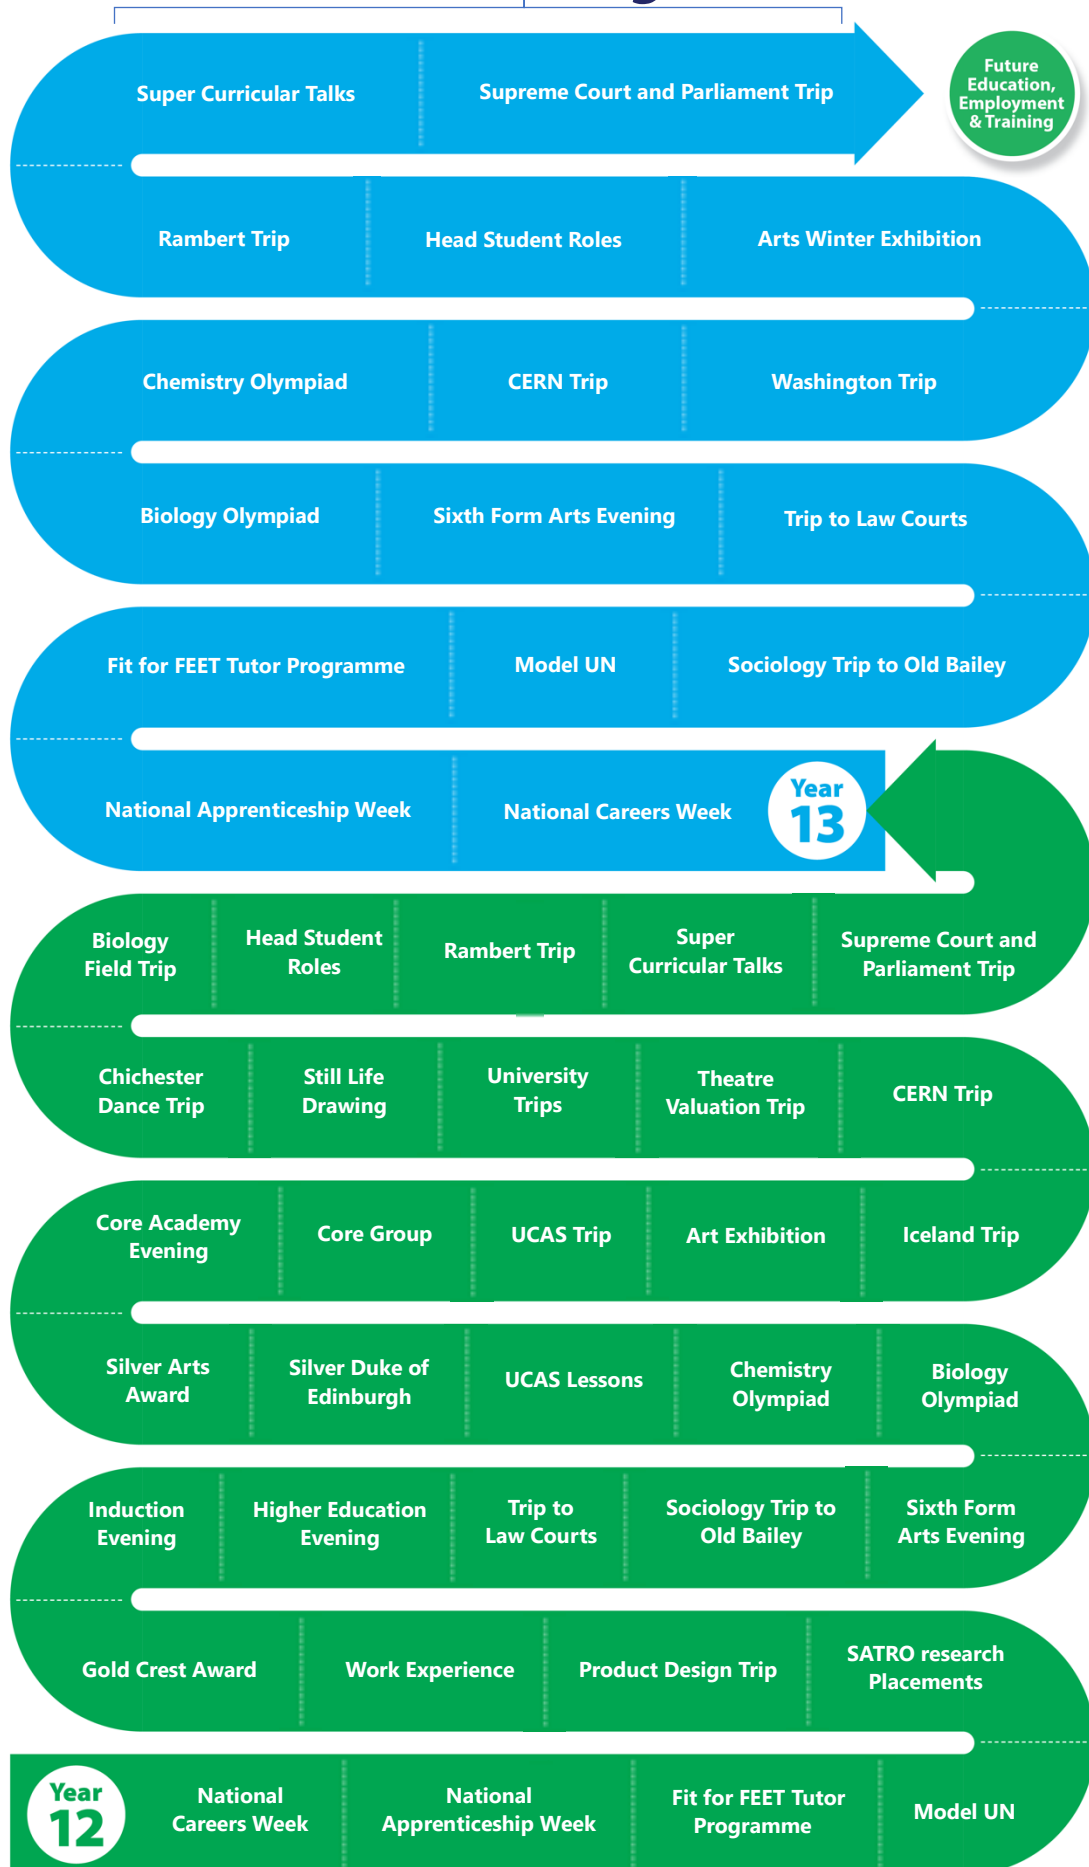 Super Curricular Talks
Supreme Court and Parliament Trip
Future
Education,
Employment
& Training
Rambert Trip
Head Student Roles
Arts Winter Exhibition
Chemistry Olympiad
CERN Trip
Washington Trip
Biology Olympiad
Sixth Form Arts Evening
Trip to Law Courts
Fit for FEET Tutor Programme
Model UN
Sociology Trip to Old Bailey
National Apprenticeship Week
National Careers Week
Year
13
Biology
Field Trip
Head Student
Roles
Rambert Trip
Super
Curricular Talks
Supreme Court and
Parliament Trip
Chichester
Dance Trip
Still Life
Drawing
University
Trips
Theatre
Valuation Trip
CERN Trip
Core Academy
Evening
Core Group
UCAS Trip
Art Exhibition
Iceland Trip
Silver Arts
Award
Silver Duke of
Edinburgh
UCAS Lessons
Chemistry
Olympiad
Biology
Olympiad
Induction
Evening
Higher Education
Evening
Trip to
Law Courts
Sociology Trip to
Old Bailey
Sixth Form
Arts Evening
Gold Crest Award
Work Experience
Product Design Trip
SATRO research
Placements
Year
12
National
Careers Week
National
Apprenticeship Week
Fit for FEET Tutor
Programme
Model UN